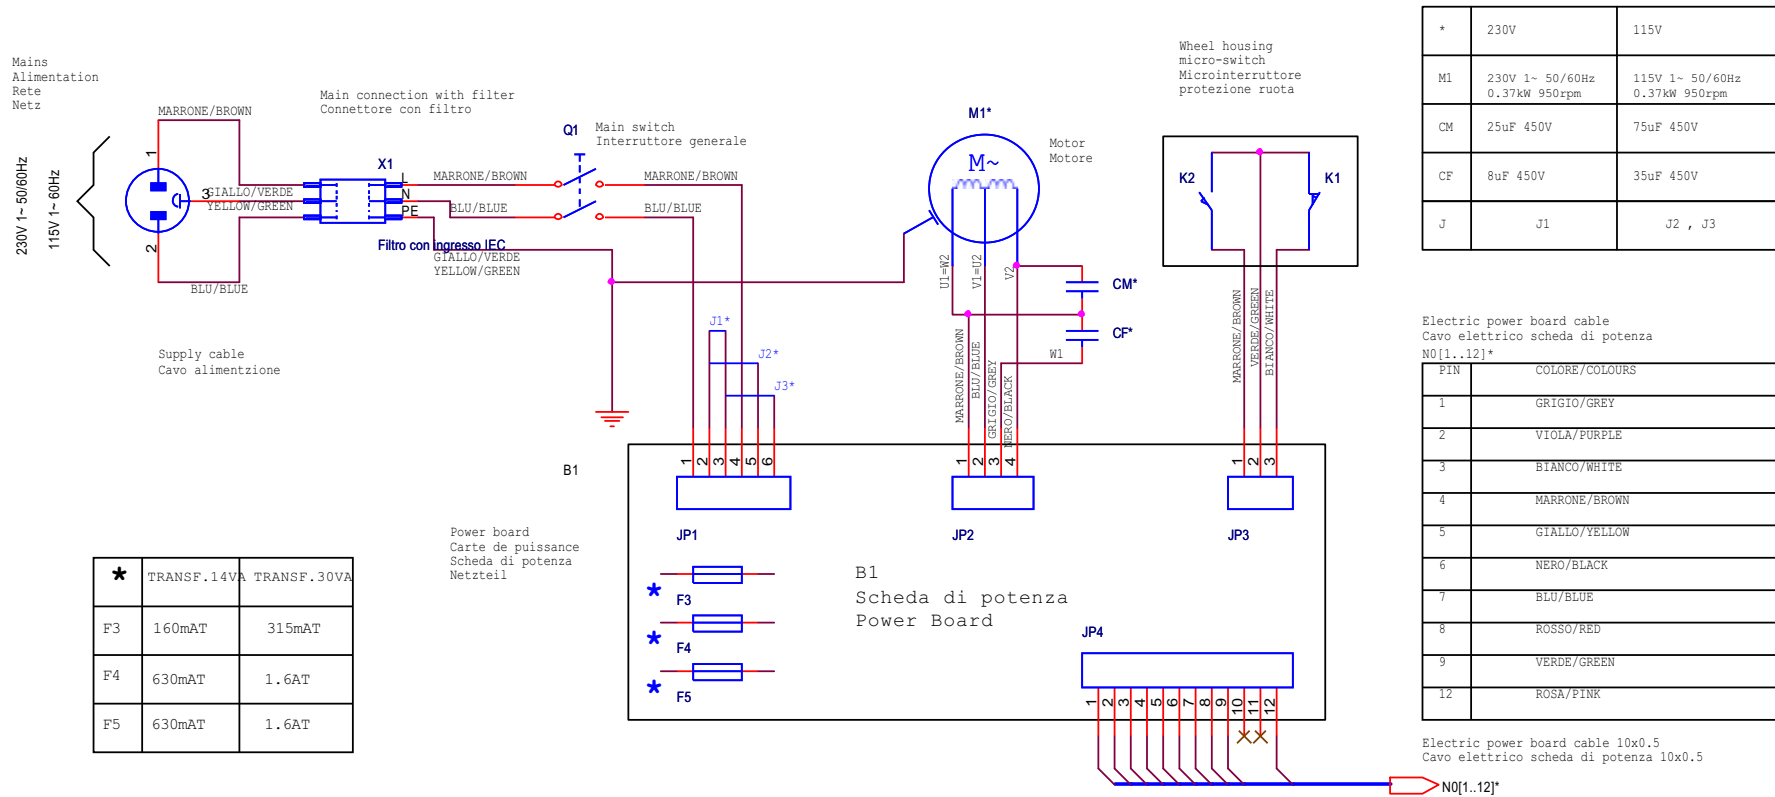 Mains
Alimentation
Rete
Netz
230V 1~ 50/60Hz
115V 1~ 60Hz
MARRONE/BROWN
1
3
2
GIALLO/VERDE
YELLOW/GREEN
BLU/BLUE
Supply cable
Cavo alimentzione
Main connection with filter
Connettore con filtro
X1
L
N
PE
Filtro con ingresso IEC
MARRONE/BROWN
BLU/BLUE
GIALLO/VERDE
YELLOW/GREEN
Q1
Main switch
Interruttore generale
MARRONE/BROWN
BLU/BLUE
J1*
J2*
J3*
M1*
M~
Motor
Motore
U1=W2
V1=U2
V2
CM*
CF*
W1
MARRONE/BROWN
BLU/BLUE
GRIGIO/GREY
NERO/BLACK
Wheel housing
micro-switch
Microinterruttore
protezione ruota
K2
K1
MARRONE/BROWN
VERDE/GREEN
BIANCO/WHITE
B1
1 2 3 4 5 6
JP1
1 2 3 4
JP2
1 2 3
JP3
Power board
Carte de puissance
Scheda di potenza
Netzteil
* F3
* F4
* F5
B1
Scheda di potenza
Power Board
JP4
1 2 3 4 5 6 7 8 9 10 11 12
N0[1..12]*
* TRANSF.14VA TRANSF.30VA
F3 160mAT 315mAT
F4 630mAT 1.6AT
F5 630mAT 1.6AT
* 230V 115V
M1 230V 1~ 50/60Hz 115V 1~ 50/60Hz
0.37kW 950rpm 0.37kW 950rpm
CM 25uF 450V 75uF 450V
CF 8uF 450V 35uF 450V
J J1 J2 , J3
Electric power board cable
Cavo elettrico scheda di potenza
N0[1..12]*
PIN COLORE/COLOURS
1 GRIGIO/GREY
2 VIOLA/PURPLE
3 BIANCO/WHITE
4 MARRONE/BROWN
5 GIALLO/YELLOW
6 NERO/BLACK
7 BLU/BLUE
8 ROSSO/RED
9 VERDE/GREEN
12 ROSA/PINK
Electric power board cable 10x0.5
Cavo elettrico scheda di potenza 10x0.5